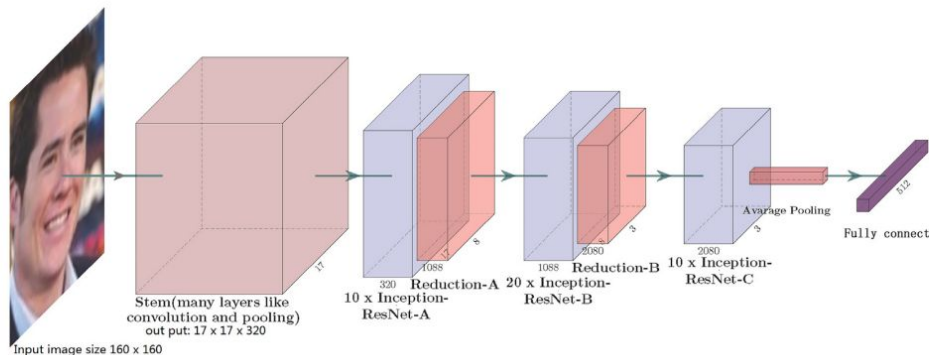 17
Stem(many layers like
convolution and pooling)
out put: 17 x 17 x 320
Input image size 160 x 160
320
17
10 x Inception-
ResNet-A
1088
8
Reduction-A
1088
8
20 x Inception-
ResNet-B
2080
3
Reduction-B
2080
3
10 x Inception-
ResNet-C
Avarage Pooling
512
Fully connect